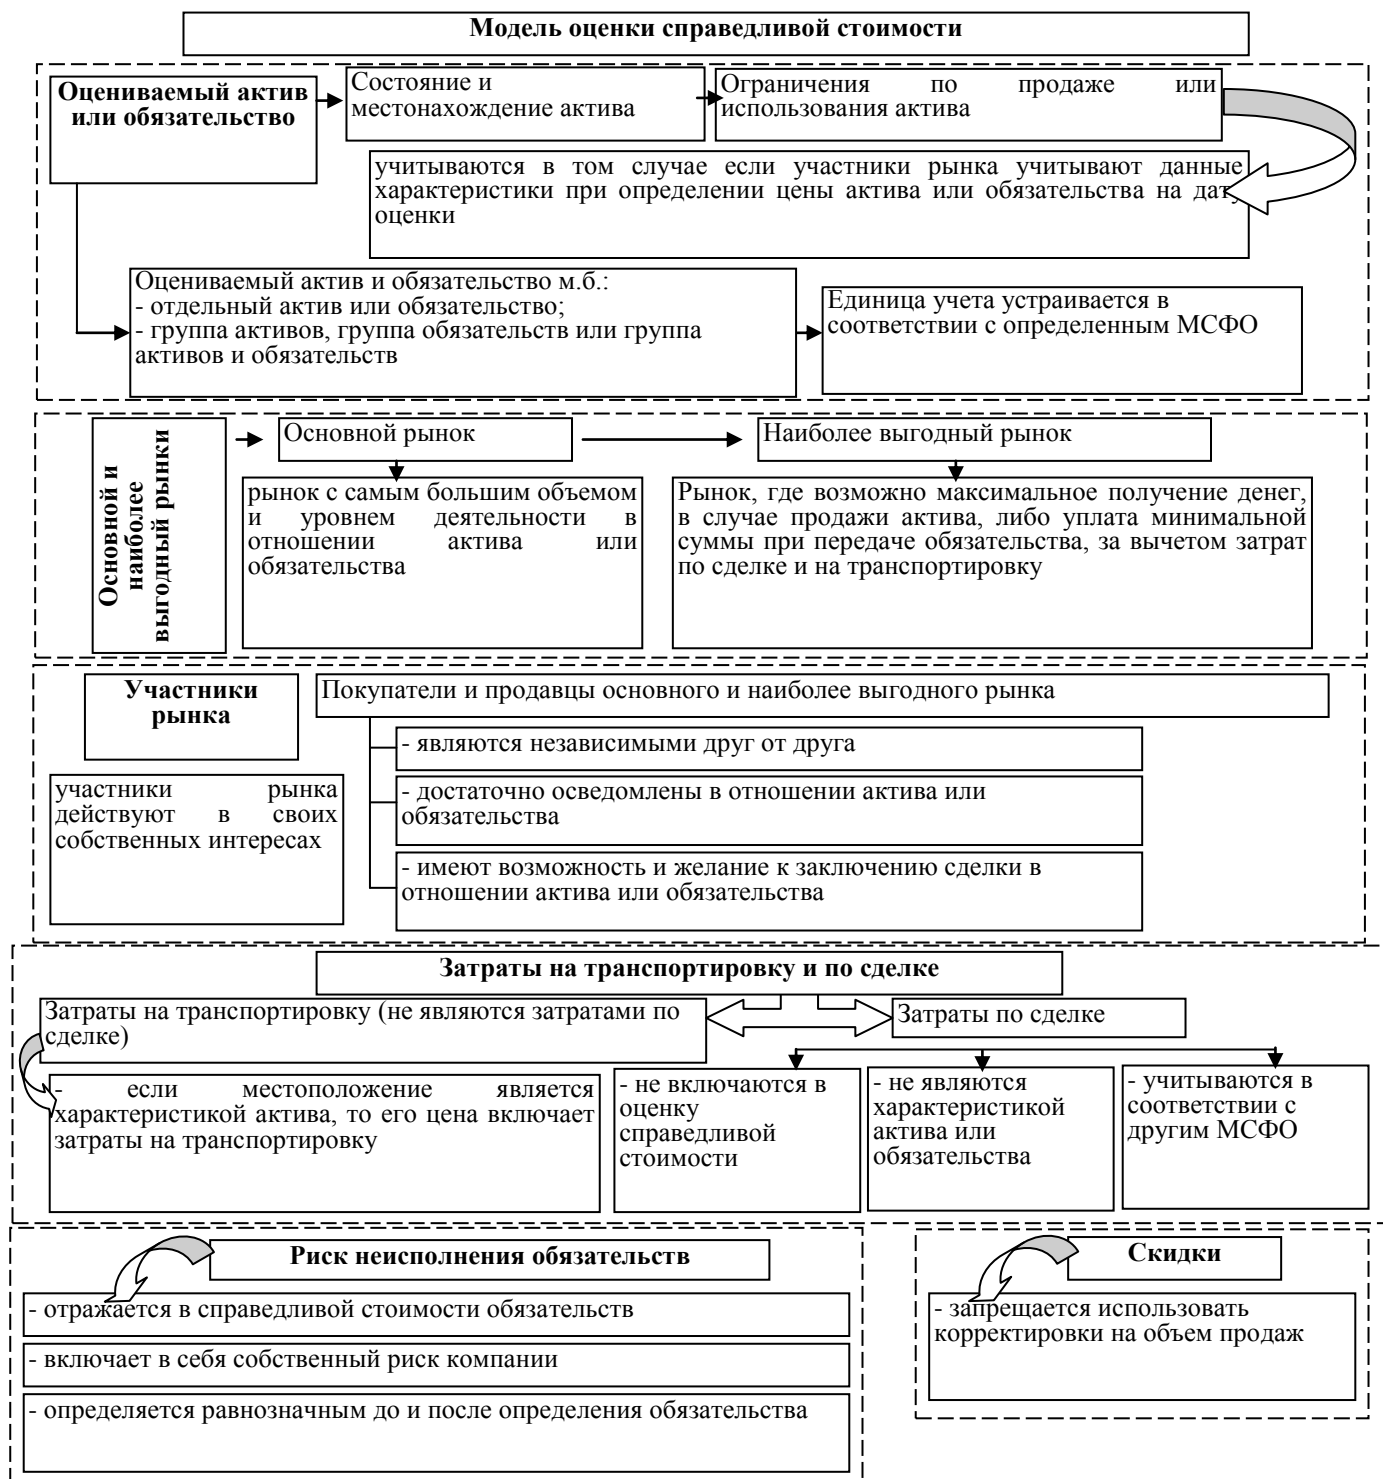 Модель оценки справедливой стоимости
Оцениваемый актив
или обязательство
Состояние и
местонахождение актива
Ограничения по продаже или
использования актива
учитываются в том случае если участники рынка учитывают данные
характеристики при определении цены актива или обязательства на дату
оценки
Оцениваемый актив и обязательство м.б.:
- отдельный актив или обязательство;
- группа активов, группа обязательств или группа
активов и обязательств
Единица учета устраивается в
соответствии с определенным МСФО
Основной и
наиболее
выгодный рынки
Основной рынок
Наиболее выгодный рынок
рынок с самым большим объемом
и уровнем деятельности в
отношении актива или
обязательства
Рынок, где возможно максимальное получение денег,
в случае продажи актива, либо уплата минимальной
суммы при передаче обязательства, за вычетом затрат
по сделке и на транспортировку
Участники
рынка
Покупатели и продавцы основного и наиболее выгодного рынка
- являются независимыми друг от друга
участники рынка
действуют в своих
собственных интересах
- достаточно осведомлены в отношении актива или
обязательства
- имеют возможность и желание к заключению сделки в
отношении актива или обязательства
Затраты на транспортировку и по сделке
Затраты на транспортировку (не являются затратами по
сделке)
Затраты по сделке
- если местоположение является
характеристикой актива, то его цена включает
затраты на транспортировку
- не включаются в
оценку
справедливой
стоимости
- не являются
характеристикой
актива или
обязательства
- учитываются в
соответствии с
другим МСФО
Риск неисполнения обязательств
- отражается в справедливой стоимости обязательств
- включает в себя собственный риск компании
- определяется равнозначным до и после определения обязательства
Скидки
- запрещается использовать
корректировки на объем продаж